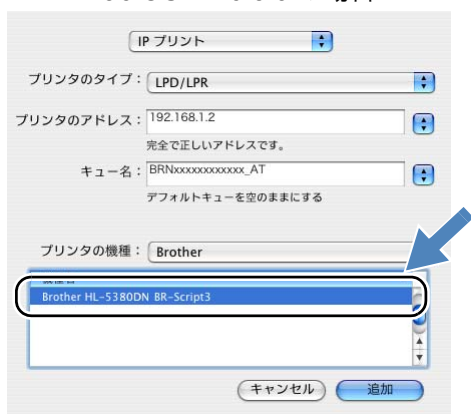 IP プリント
プリンタのタイプ： LPD/LPR
プリンタのアドレス： 192.168.1.2
完全で正しいアドレスです。
キュー名： BRNxxxxxxxxxxxx_AT
デフォルトキューを空のままにする
プリンタの機種： Brother
Brother HL-5380DN BR-Script3
キャンセル 追加